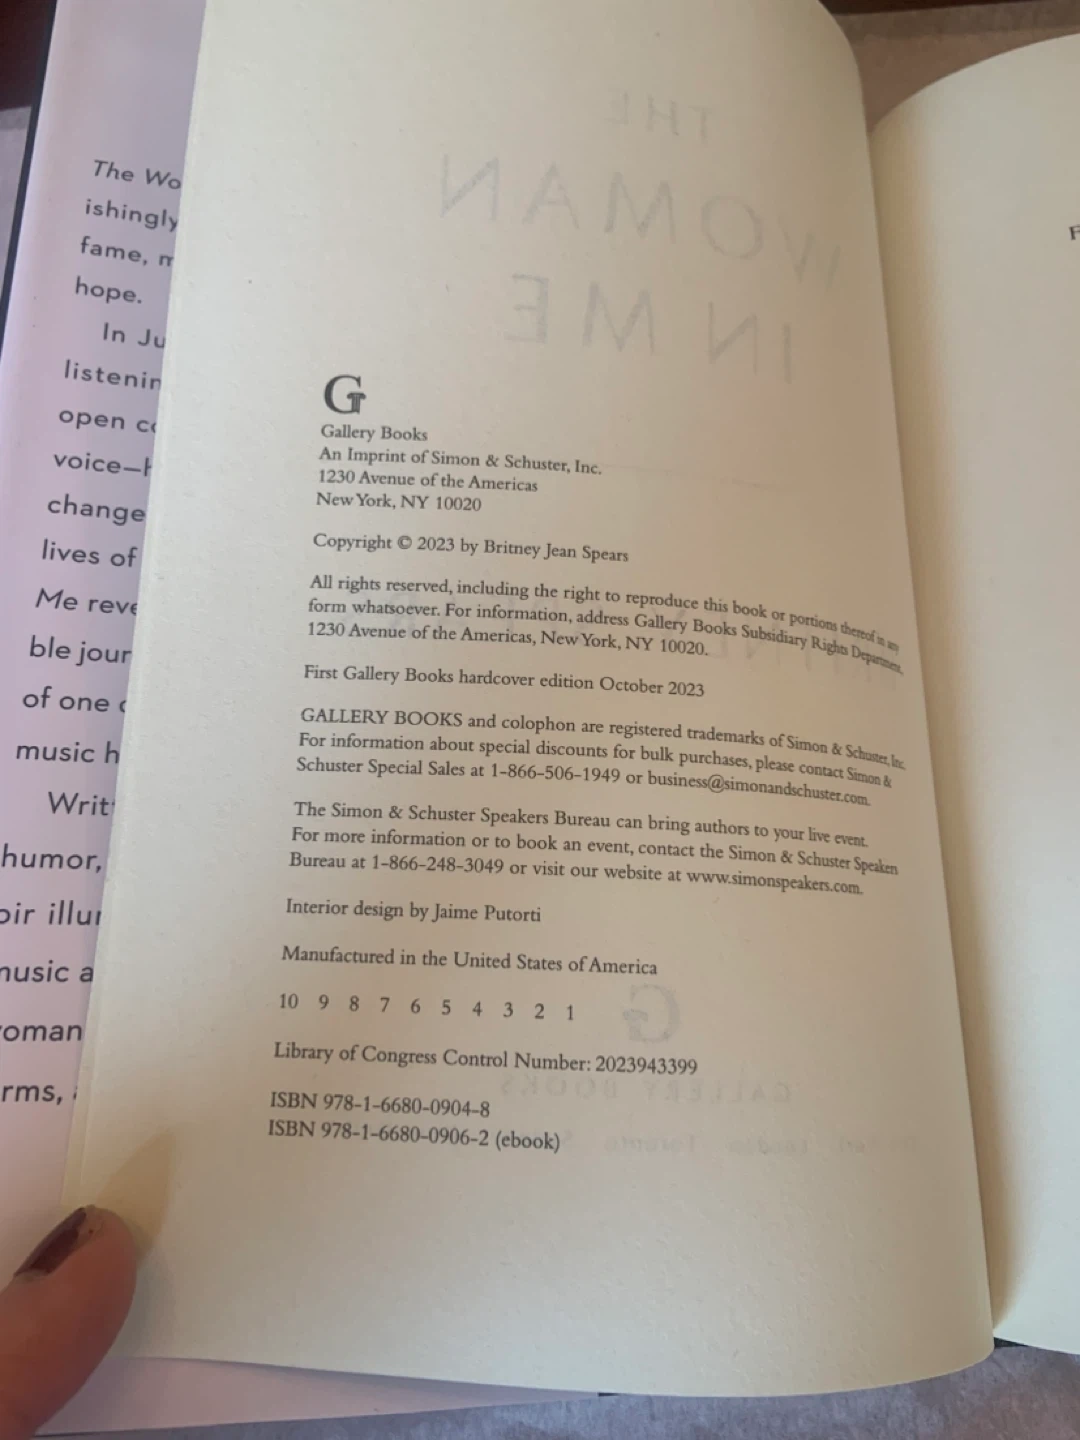 The Wo
ishingly
fame, m
hope.
In Ju
listenin
open co
voice—h
change
lives of
Me reve
ble jour
of one
music h
Writ
humor,
oir illu
music a
woman
rms,
THE
WOMAN
IN ME
G
Gallery Books
An Imprint of Simon & Schuster, Inc.
1230 Avenue of the Americas
New York, NY 10020
Copyright © 2023 by Britney Jean Spears
All rights reserved, including the right to reproduce this book or portions thereof in any
form whatsoever. For information, address Gallery Books Subsidiary Rights Department,
1230 Avenue of the Americas, New York, NY 10020.
First Gallery Books hardcover edition October 2023
GALLERY BOOKS and colophon are registered trademarks of Simon & Schuster, Inc.
For information about special discounts for bulk purchases, please contact Simon &
Schuster Special Sales at 1-866-506-1949 or business@simonandschuster.com.
The Simon & Schuster Speakers Bureau can bring authors to your live event.
For more information or to book an event, contact the Simon & Schuster Speakers
Bureau at 1-866-248-3049 or visit our website at www.simonspeakers.com.
Interior design by Jaime Putorti
Manufactured in the United States of America
10 9 8 7 6 5 4 3 2 1
Library of Congress Control Number: 2023943399
ISBN 978-1-6680-0904-8
ISBN 978-1-6680-0906-2 (ebook)
G
GALLERY BOOKS
F